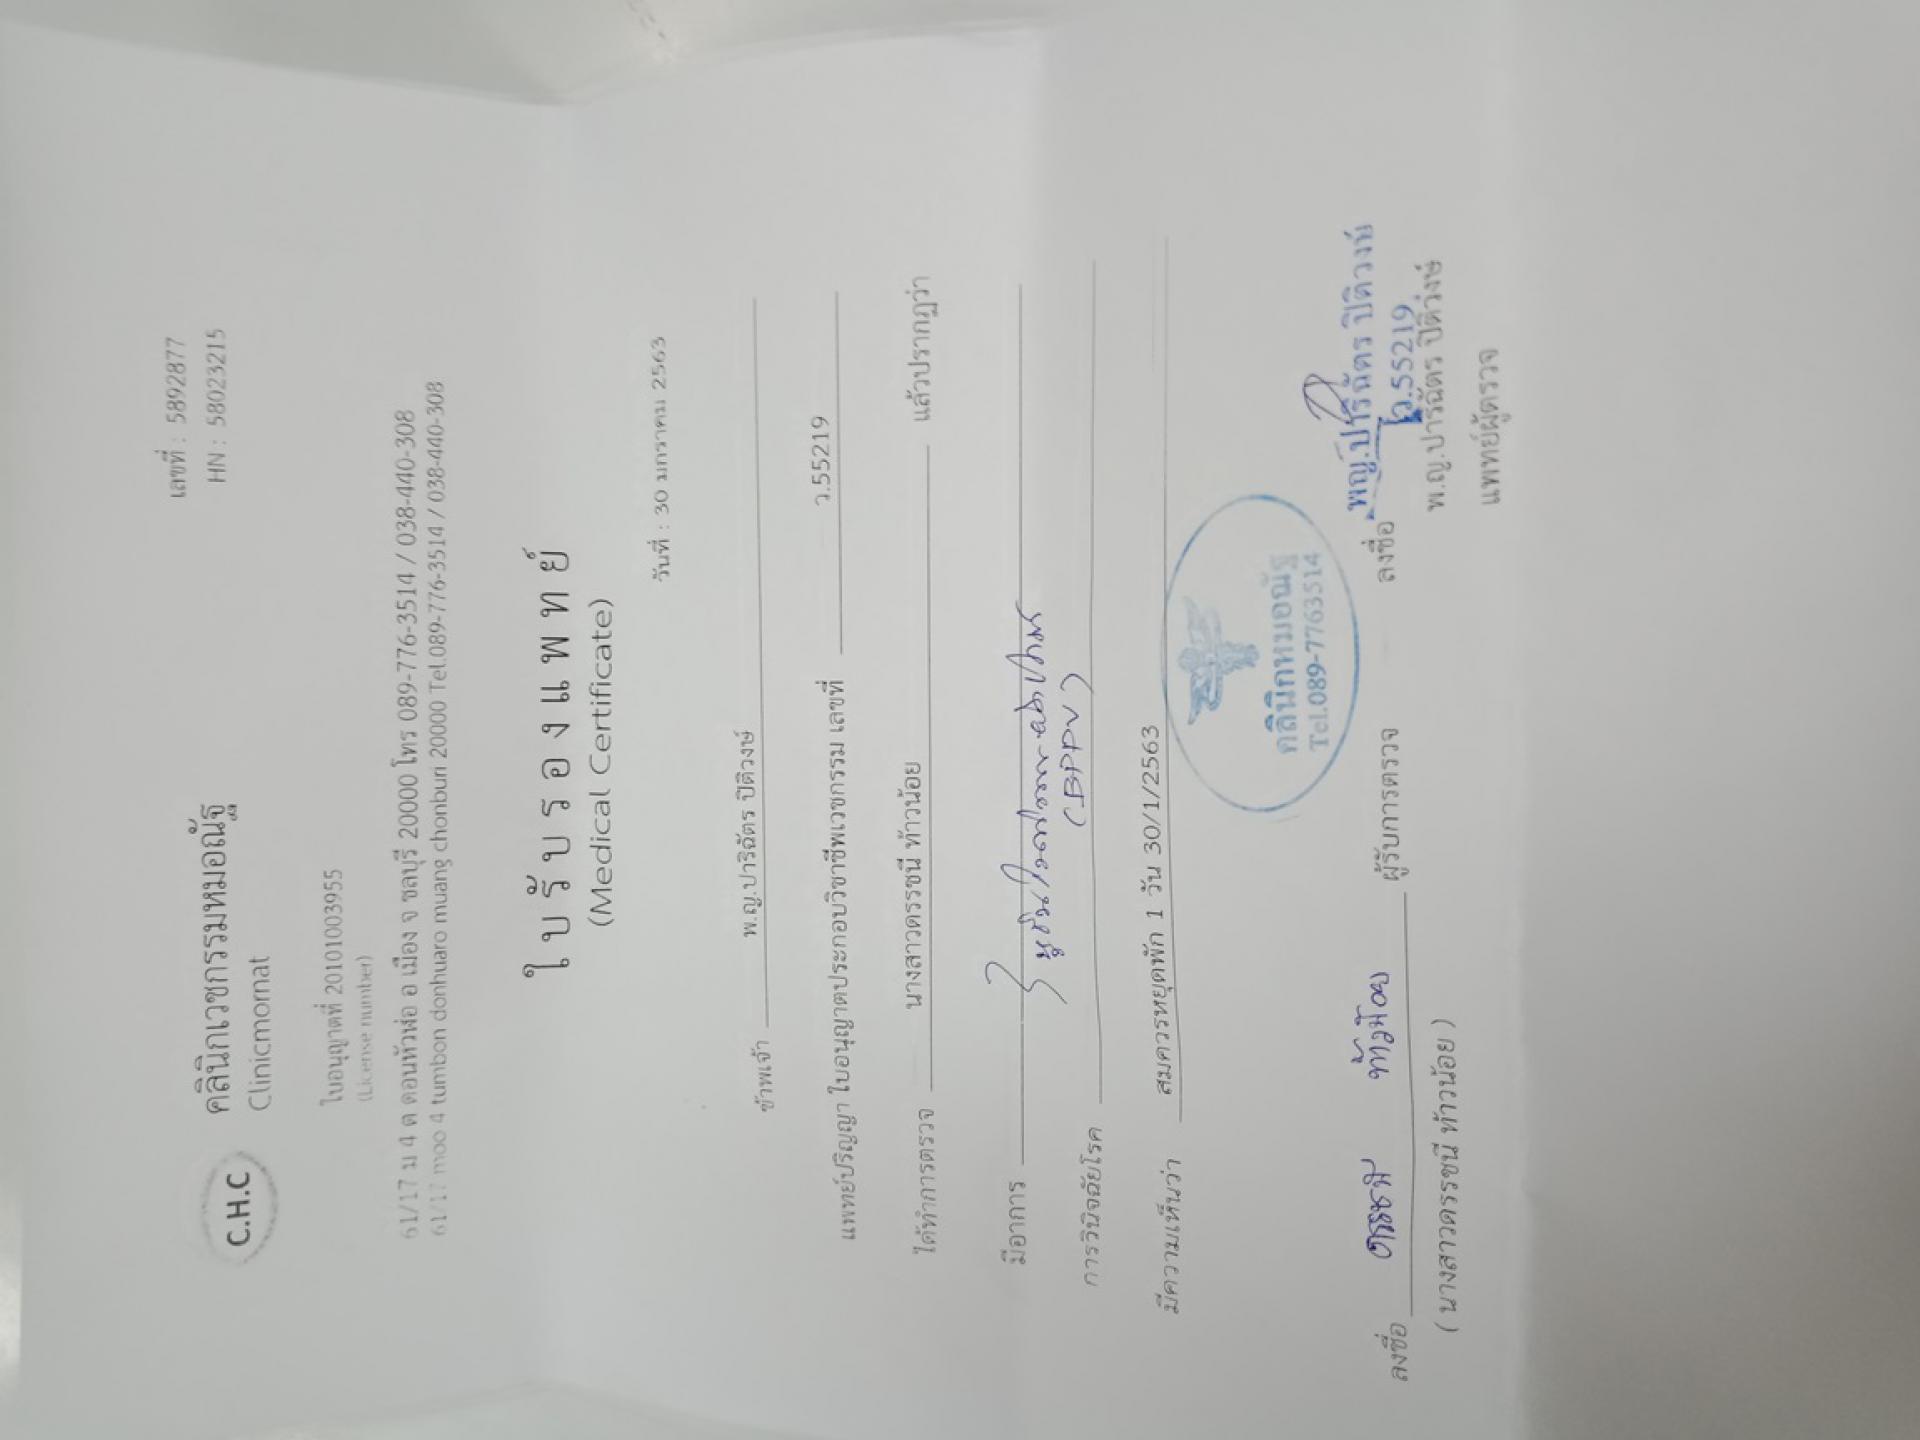 เลขที่ : 5892877
HN : 58023215
C.H.C
คลินิกเวชกรรมหมอณัฐ
Clinicmornat
ใบอนุญาตที่ 20101003955
(License number)
61/17 ม 4 ต ดอนหัวฬ่อ อ เมือง จ ชลบุรี 20000 โทร 089-776-3514 / 038-440-308
61/17 moo 4 tumbon donhuaro muang chonburi 20000 Tel.089-776-3514 / 038-440-308
ใบรับรองแพทย์
(Medical Certificate)
วันที่ : 30 มกราคม 2563
ข้าพเจ้า พ.ญ.ปาริฉัตร ปิติวงษ์
แพทย์ปริญญา ใบอนุญาตประกอบวิชาชีพเวชกรรม เลขที่ ว.55219
ได้ทำการตรวจ นางสาวดรรชนี ท้าวน้อย แล้วปรากฏว่า
มีอาการ
การวินิจฉัยโรค (BPPV)
มีความเห็นว่า สมควรหยุดพัก 1 วัน 30/1/2563
คลินิกหมอณัฐ
Tel.089-7763514
ลงชื่อ ดรรชนี ท้าวน้อย ผู้รับการตรวจ
( นางสาวดรรชนี ท้าวน้อย )
ลงชื่อ พญ.ปาริฉัตร ปิติวงษ์
ว.55219
พ.ญ.ปาริฉัตร ปิติวงษ์
แพทย์ผู้ตรวจ